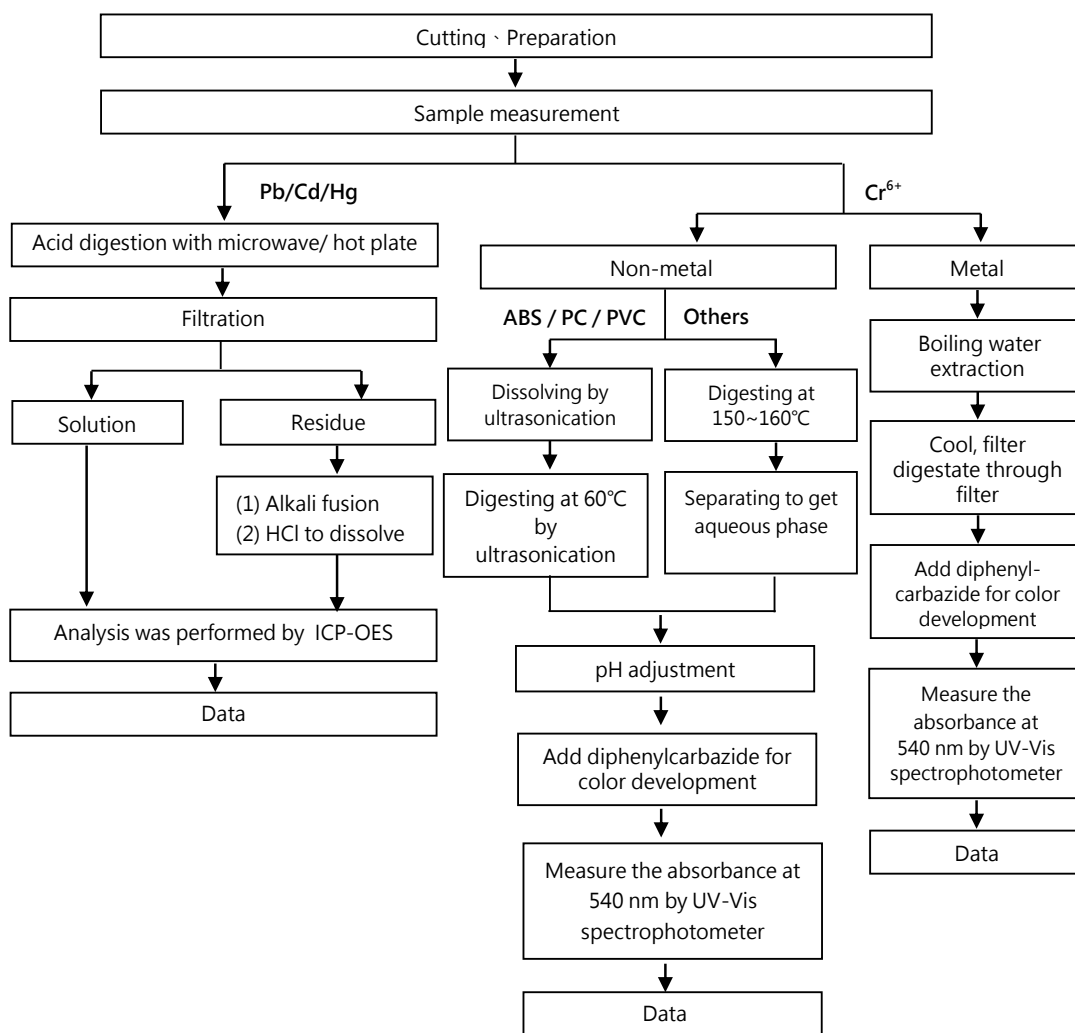 Cutting、Preparation
Sample measurement
Pb/Cd/Hg
Acid digestion with microwave/ hot plate
Filtration
Solution
Residue
(1) Alkali fusion
(2) HCl to dissolve
Analysis was performed by ICP-OES
Data
Cr⁶⁺
Non-metal
ABS / PC / PVC
Others
Dissolving by
ultrasonication
Digesting at 60℃
by
ultrasonication
Digesting at
150~160℃
Separating to get
aqueous phase
pH adjustment
Add diphenylcarbazide for
color development
Measure the absorbance at
540 nm by UV-Vis
spectrophotometer
Data
Metal
Boiling water
extraction
Cool, filter
digestate through
filter
Add diphenyl-
carbazide for color
development
Measure the
absorbance at
540 nm by UV-Vis
spectrophotometer
Data